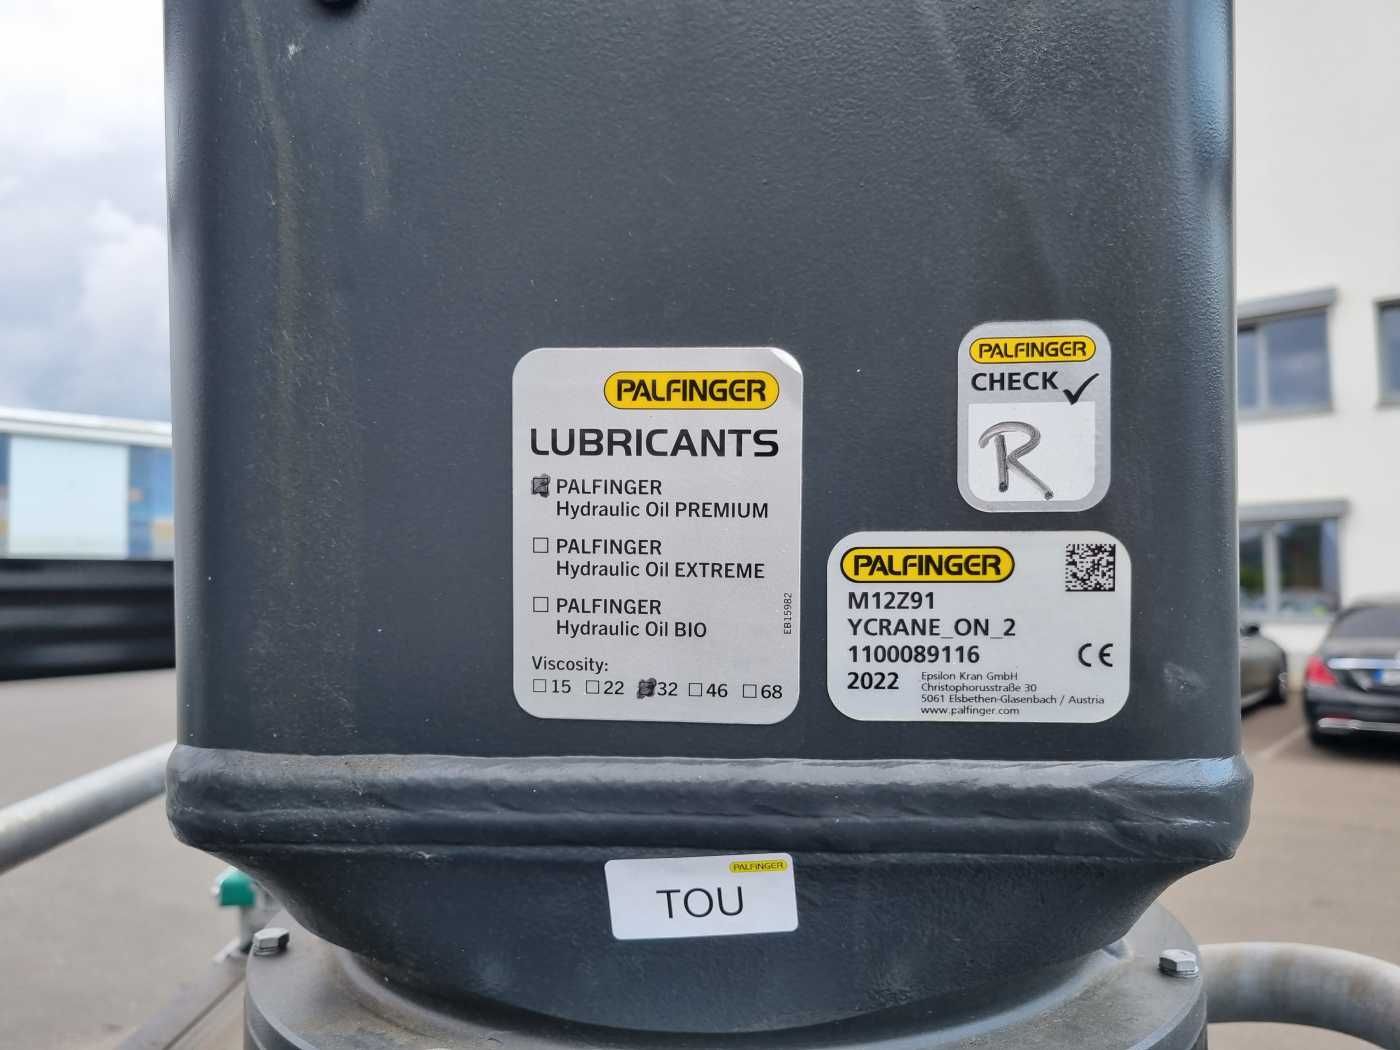 PALFINGER
LUBRICANTS
PALFINGER
Hydraulic Oil PREMIUM
PALFINGER
Hydraulic Oil EXTREME
PALFINGER
Hydraulic Oil BIO
EB15982
Viscosity:
15 22 32 46 68
PALFINGER
CHECK
R
PALFINGER
M12Z91
YCRANE_ON_2
1100089116
CE
2022
Epsilon Kran GmbH
Christophorusstraße 30
5061 Elsbethen-Glasenbach / Austria
www.palfinger.com
PALFINGER
TOU